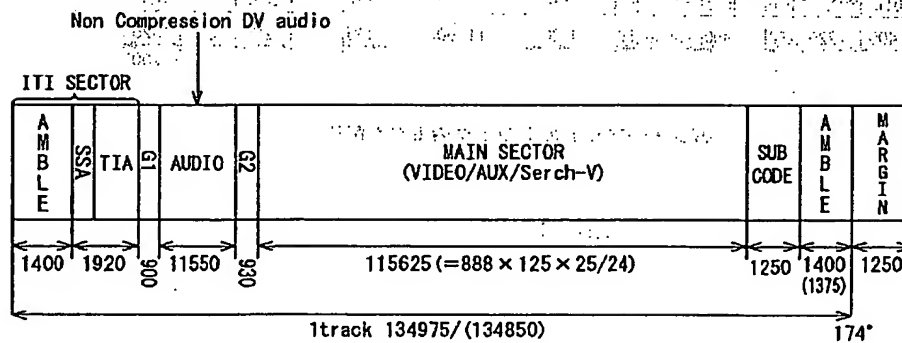 Non Compression DV audio
ITI SECTOR
AMBLE
SSA
TIA
G1
AUDIO
G2
MAIN SECTOR
(VIDEO/AUX/Serch-V)
SUB
CODE
AMBLE
MARGIN
1400
1920
900
11550
930
115625(=888×125×25/24)
1250
1400
(1375)
1250
1track 134975/(134850)
174°